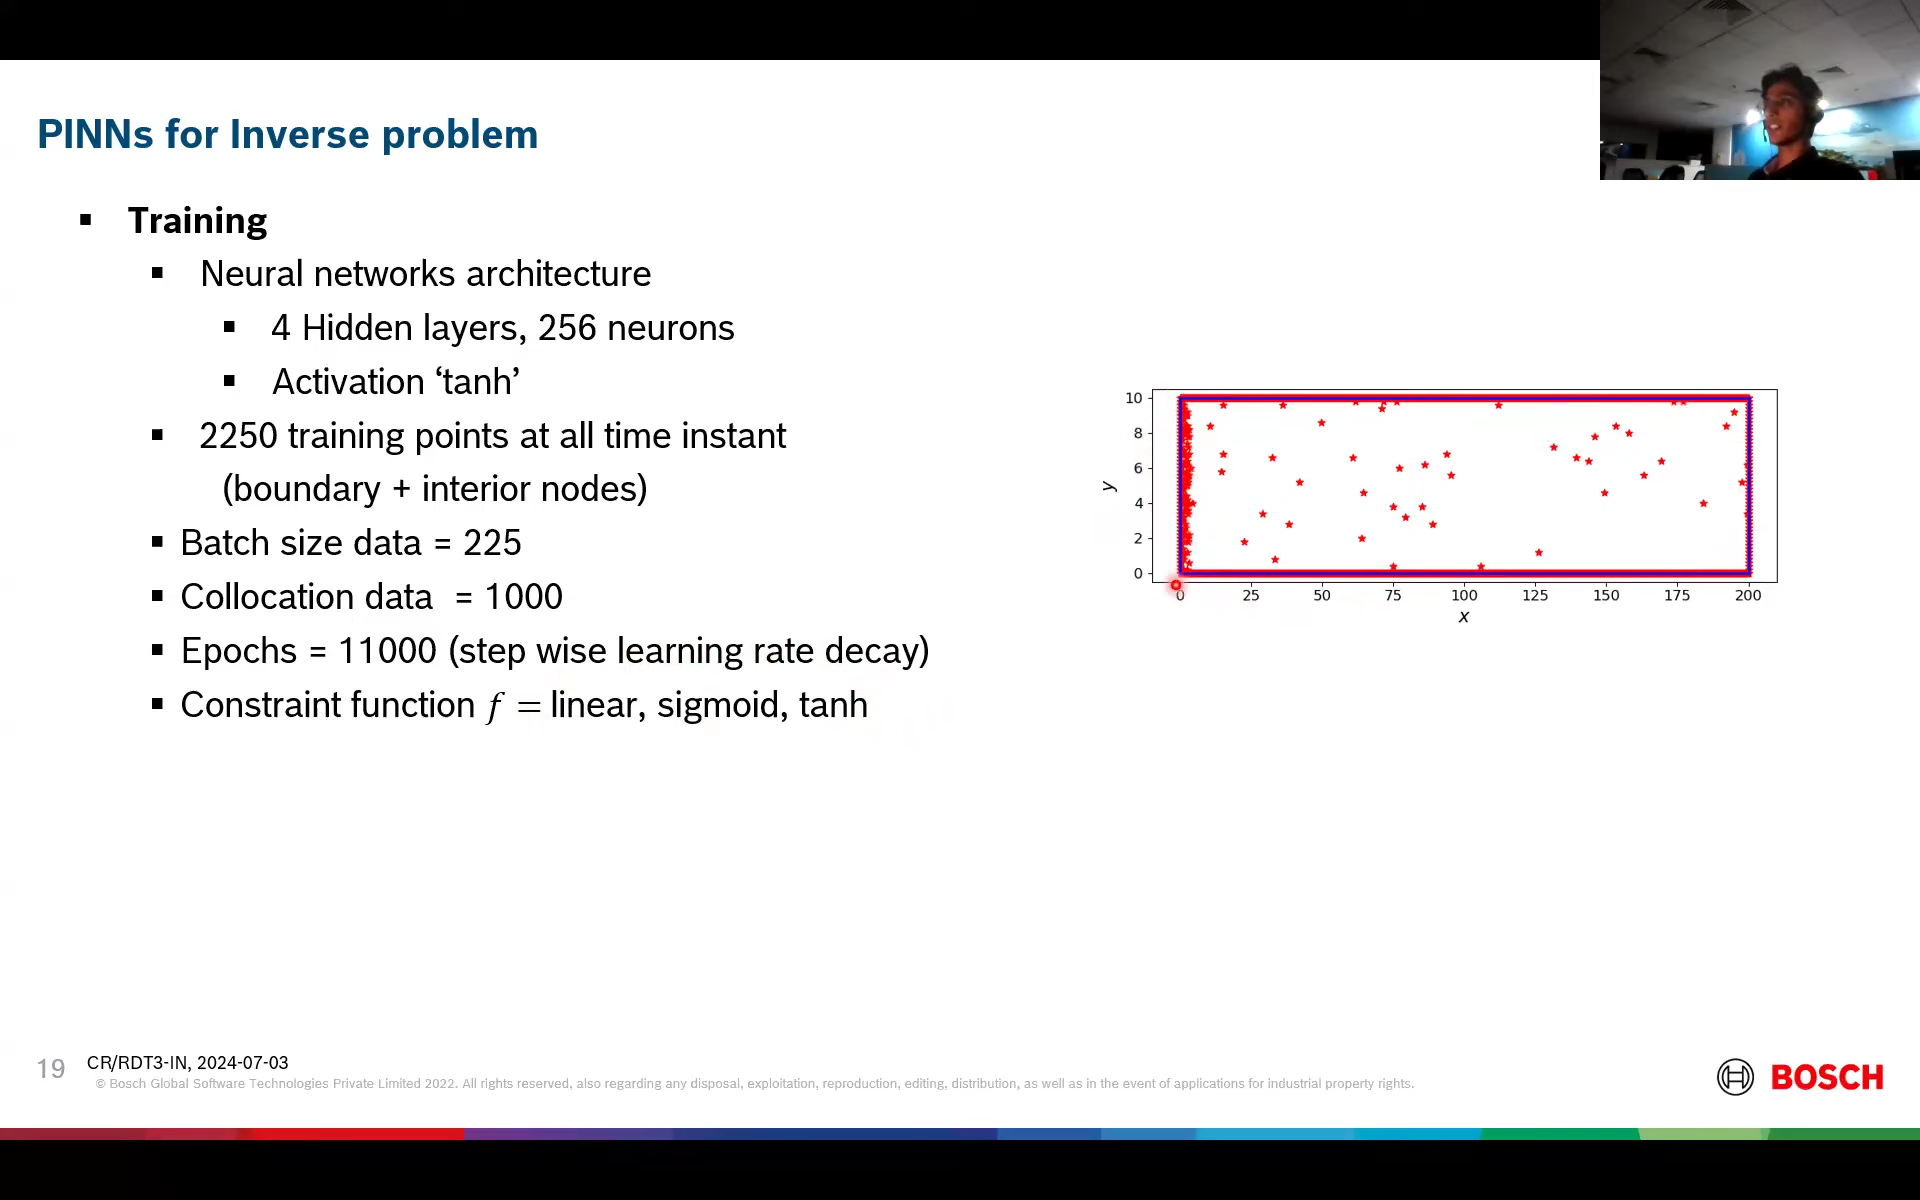 PINNs for Inverse problem
▪ Training
▪ Neural networks architecture
▪ 4 Hidden layers, 256 neurons
▪ Activation ‘tanh’
▪ 2250 training points at all time instant
(boundary + interior nodes)
▪ Batch size data = 225
▪ Collocation data = 1000
▪ Epochs = 11000 (step wise learning rate decay)
▪ Constraint function f = linear, sigmoid, tanh
10
8
6
4
2
0
y
0 25 50 75 100 125 150 175 200
x
19 CR/RDT3-IN, 2024-07-03
© Bosch Global Software Technologies Private Limited 2022. All rights reserved, also regarding any disposal, exploitation, reproduction, editing, distribution, as well as in the event of applications for industrial property rights.
BOSCH